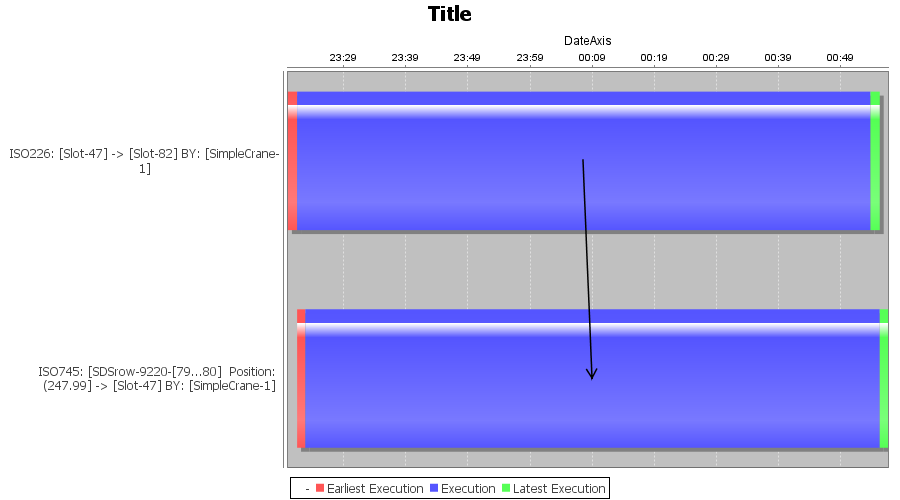 Title
DateAxis
23:29 23:39 23:49 23:59 00:09 00:19 00:29 00:39 00:49
ISO226: [Slot-47] -> [Slot-82] BY: [SimpleCrane-
1]
ISO745: [SDSrow-9220-[79...80]  Position:
(247.99] -> [Slot-47] BY: [SimpleCrane-1]
- Earliest Execution Execution Latest Execution